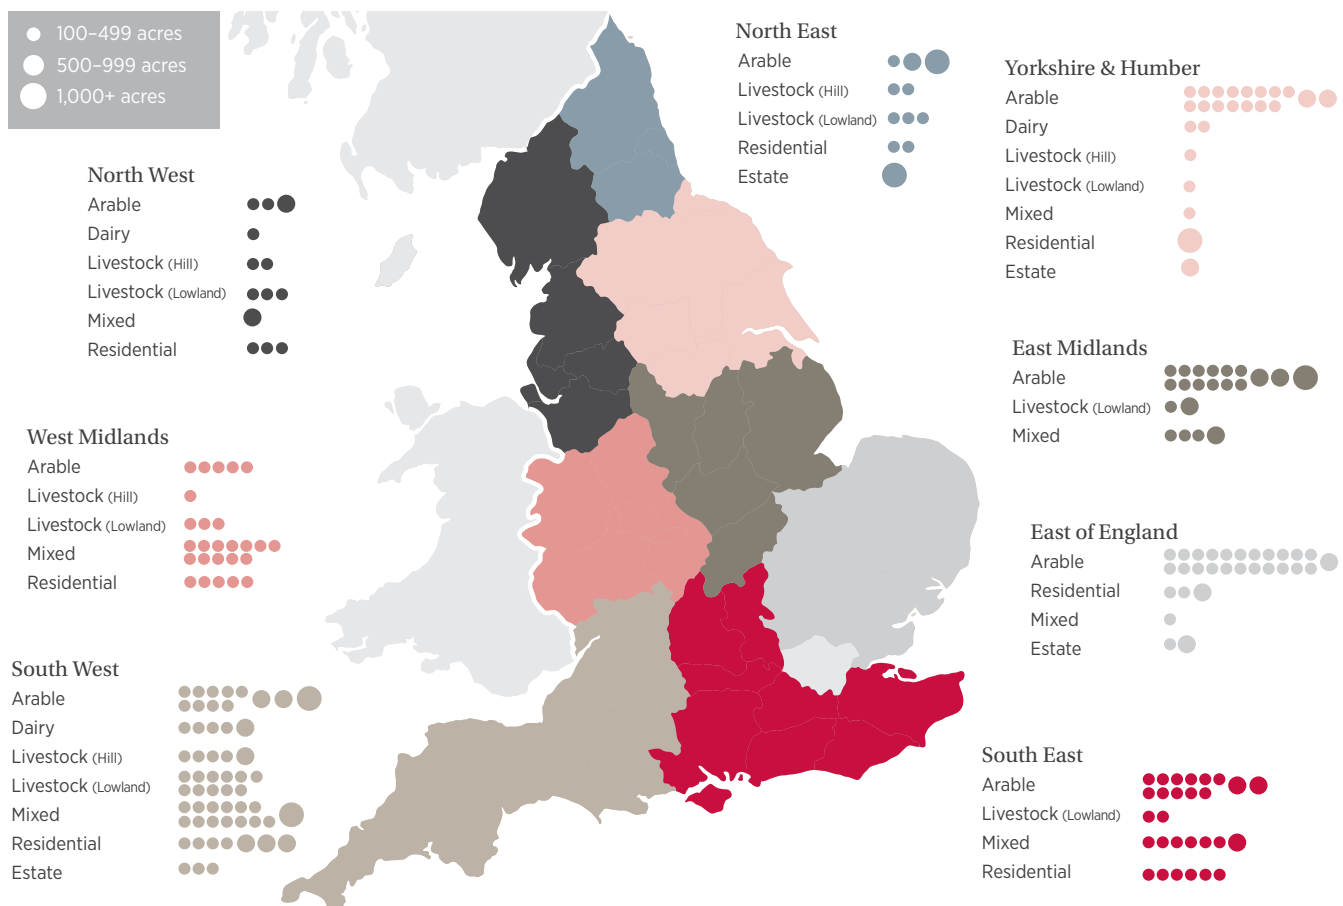 100–499 acres
500–999 acres
1,000+ acres
North East
Arable
Livestock (Hill)
Livestock (Lowland)
Residential
Estate
Yorkshire & Humber
Arable
Dairy
Livestock (Hill)
Livestock (Lowland)
Mixed
Residential
Estate
North West
Arable
Dairy
Livestock (Hill)
Livestock (Lowland)
Mixed
Residential
East Midlands
Arable
Livestock (Lowland)
Mixed
West Midlands
Arable
Livestock (Hill)
Livestock (Lowland)
Mixed
Residential
East of England
Arable
Residential
Mixed
Estate
South West
Arable
Dairy
Livestock (Hill)
Livestock (Lowland)
Mixed
Residential
Estate
South East
Arable
Livestock (Lowland)
Mixed
Residential